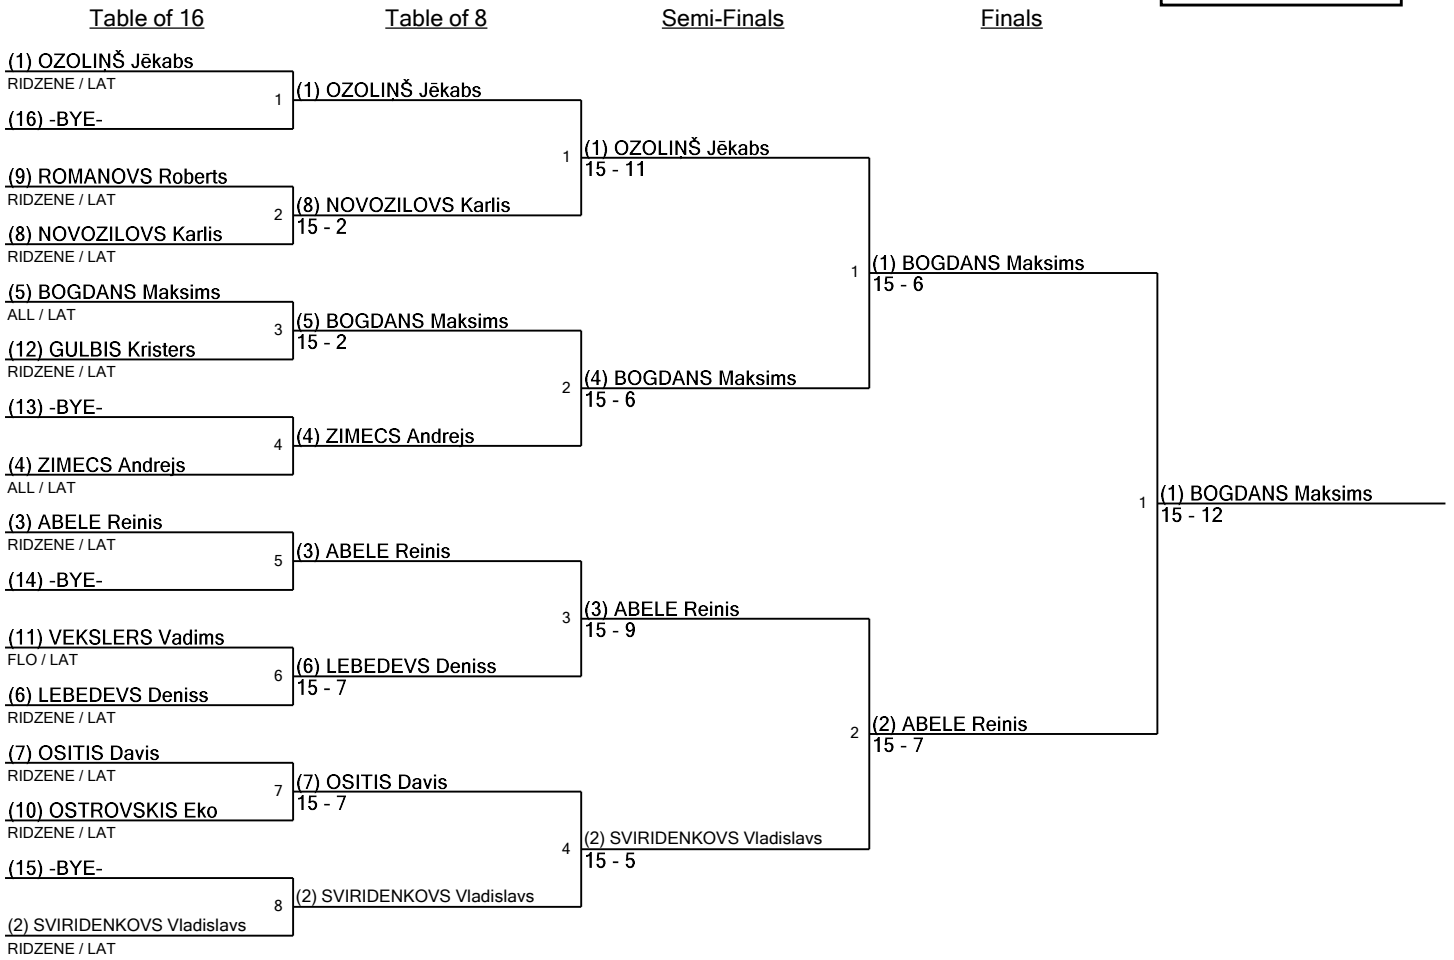 Table of 16
Table of 8
Semi-Finals
Finals
(1) OZOLIŅŠ Jēkabs
RIDZENE / LAT
1
(16) -BYE-
(9) ROMANOVS Roberts
RIDZENE / LAT
2
(8) NOVOZILOVS Karlis
RIDZENE / LAT
(5) BOGDANS Maksims
ALL / LAT
3
(12) GULBIS Kristers
RIDZENE / LAT
(13) -BYE-
4
(4) ZIMECS Andrejs
ALL / LAT
(3) ABELE Reinis
RIDZENE / LAT
5
(14) -BYE-
(11) VEKSLERS Vadims
FLO / LAT
6
(6) LEBEDEVS Deniss
RIDZENE / LAT
(7) OSITIS Davis
RIDZENE / LAT
7
(10) OSTROVSKIS Eko
RIDZENE / LAT
(15) -BYE-
8
(2) SVIRIDENKOVS Vladislavs
RIDZENE / LAT
(1) OZOLIŅŠ Jēkabs
1
(8) NOVOZILOVS Karlis
15 - 2
(5) BOGDANS Maksims
15 - 2
2
(4) ZIMECS Andrejs
(3) ABELE Reinis
3
(6) LEBEDEVS Deniss
15 - 7
(7) OSITIS Davis
15 - 7
4
(2) SVIRIDENKOVS Vladislavs
(1) OZOLIŅŠ Jēkabs
15 - 11
1
(4) BOGDANS Maksims
15 - 6
(3) ABELE Reinis
15 - 9
2
(2) SVIRIDENKOVS Vladislavs
15 - 5
(1) BOGDANS Maksims
15 - 6
1
(2) ABELE Reinis
15 - 7
(1) BOGDANS Maksims
15 - 12